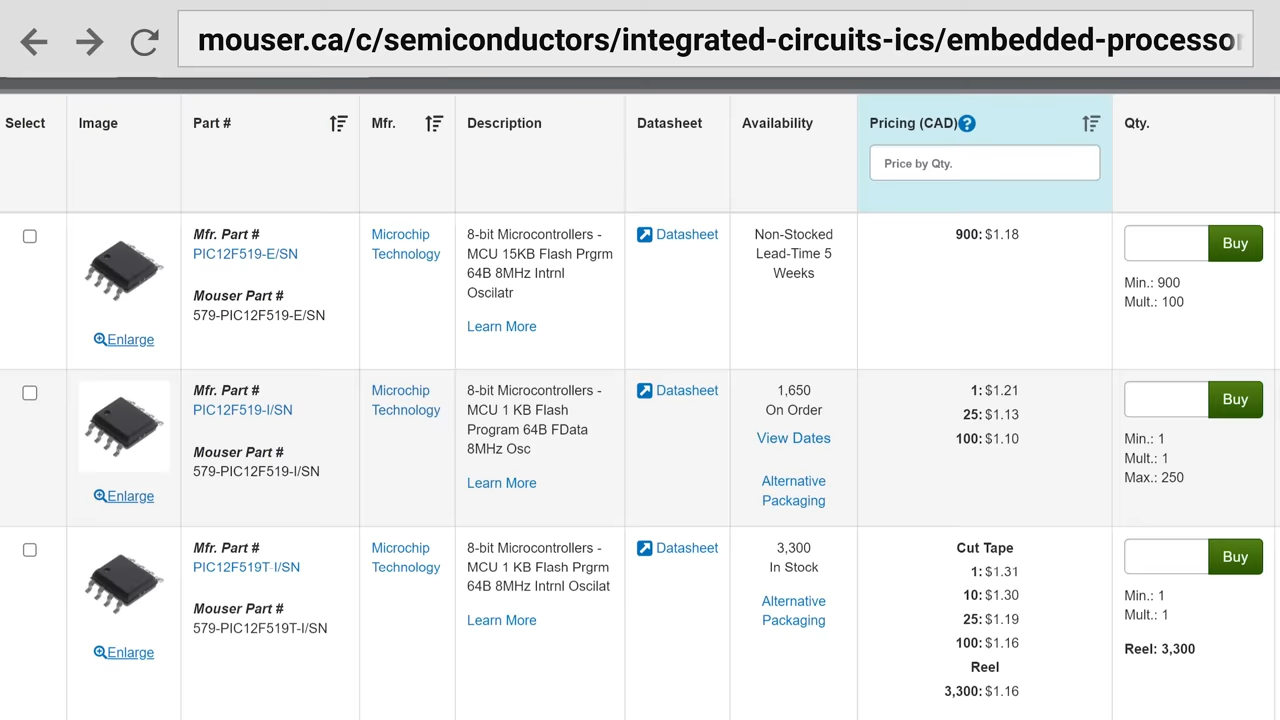 mouser.ca/c/semiconductors/integrated-circuits-ics/embedded-processor
Select
Image
Part #
Mfr.
Description
Datasheet
Availability
Pricing (CAD)?
Price by Qty.
Qty.
Enlarge
Mfr. Part #
PIC12F519-E/SN
Mouser Part #
579-PIC12F519-E/SN
Microchip
Technology
8-bit Microcontrollers -
MCU 15KB Flash Prgrm
64B 8MHz Intrnl
Oscilatr
Learn More
Datasheet
Non-Stocked
Lead-Time 5
Weeks
900: $1.18
Buy
Min.: 900
Mult.: 100
Enlarge
Mfr. Part #
PIC12F519-I/SN
Mouser Part #
579-PIC12F519-I/SN
Microchip
Technology
8-bit Microcontrollers -
MCU 1 KB Flash
Program 64B FData
8MHz Osc
Learn More
Datasheet
1,650
On Order
View Dates
Alternative
Packaging
1: $1.21
25: $1.13
100: $1.10
Buy
Min.: 1
Mult.: 1
Max.: 250
Enlarge
Mfr. Part #
PIC12F519T-I/SN
Mouser Part #
579-PIC12F519T-I/SN
Microchip
Technology
8-bit Microcontrollers -
MCU 1 KB Flash Prgrm
64B 8MHz Intrnl Oscilat
Learn More
Datasheet
3,300
In Stock
Alternative
Packaging
Cut Tape
1: $1.31
10: $1.30
25: $1.19
100: $1.16
Reel
3,300: $1.16
Buy
Min.: 1
Mult.: 1
Reel: 3,300